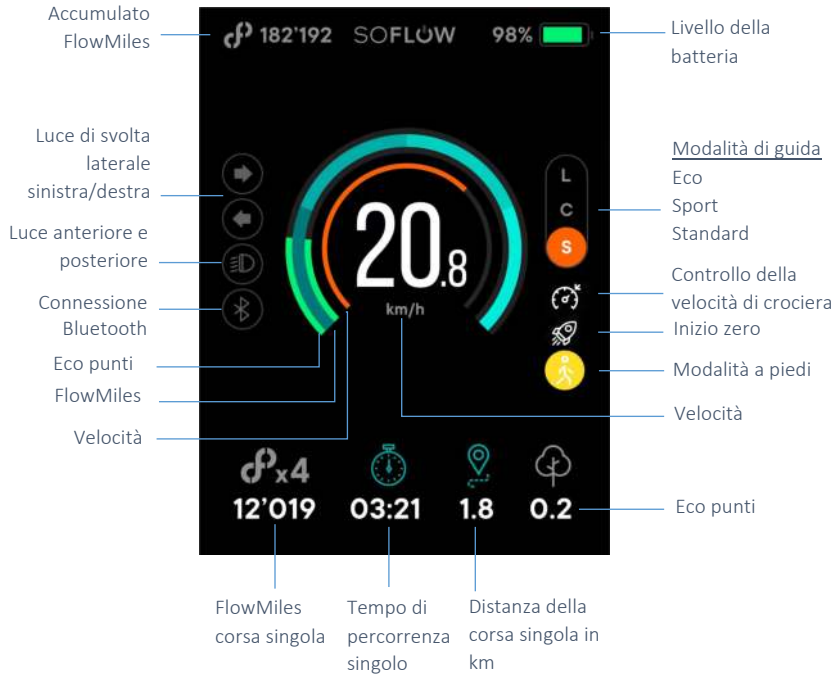 Accumulato
FlowMiles
182'192
SOFLOW
98%
Livello della
batteria
Luce di svolta
laterale
sinistra/destra
Luce anteriore e
posteriore
Connessione
Bluetooth
Eco punti
FlowMiles
Velocità
20.8
km/h
L
C
S
Modalità di guida
Eco
Sport
Standard
Controllo della
velocità di crociera
Inizio zero
Modalità a piedi
Velocità
x4
12'019
03:21
1.8
0.2
Eco punti
FlowMiles
corsa singola
Tempo di
percorrenza
singolo
Distanza della
corsa singola in
km